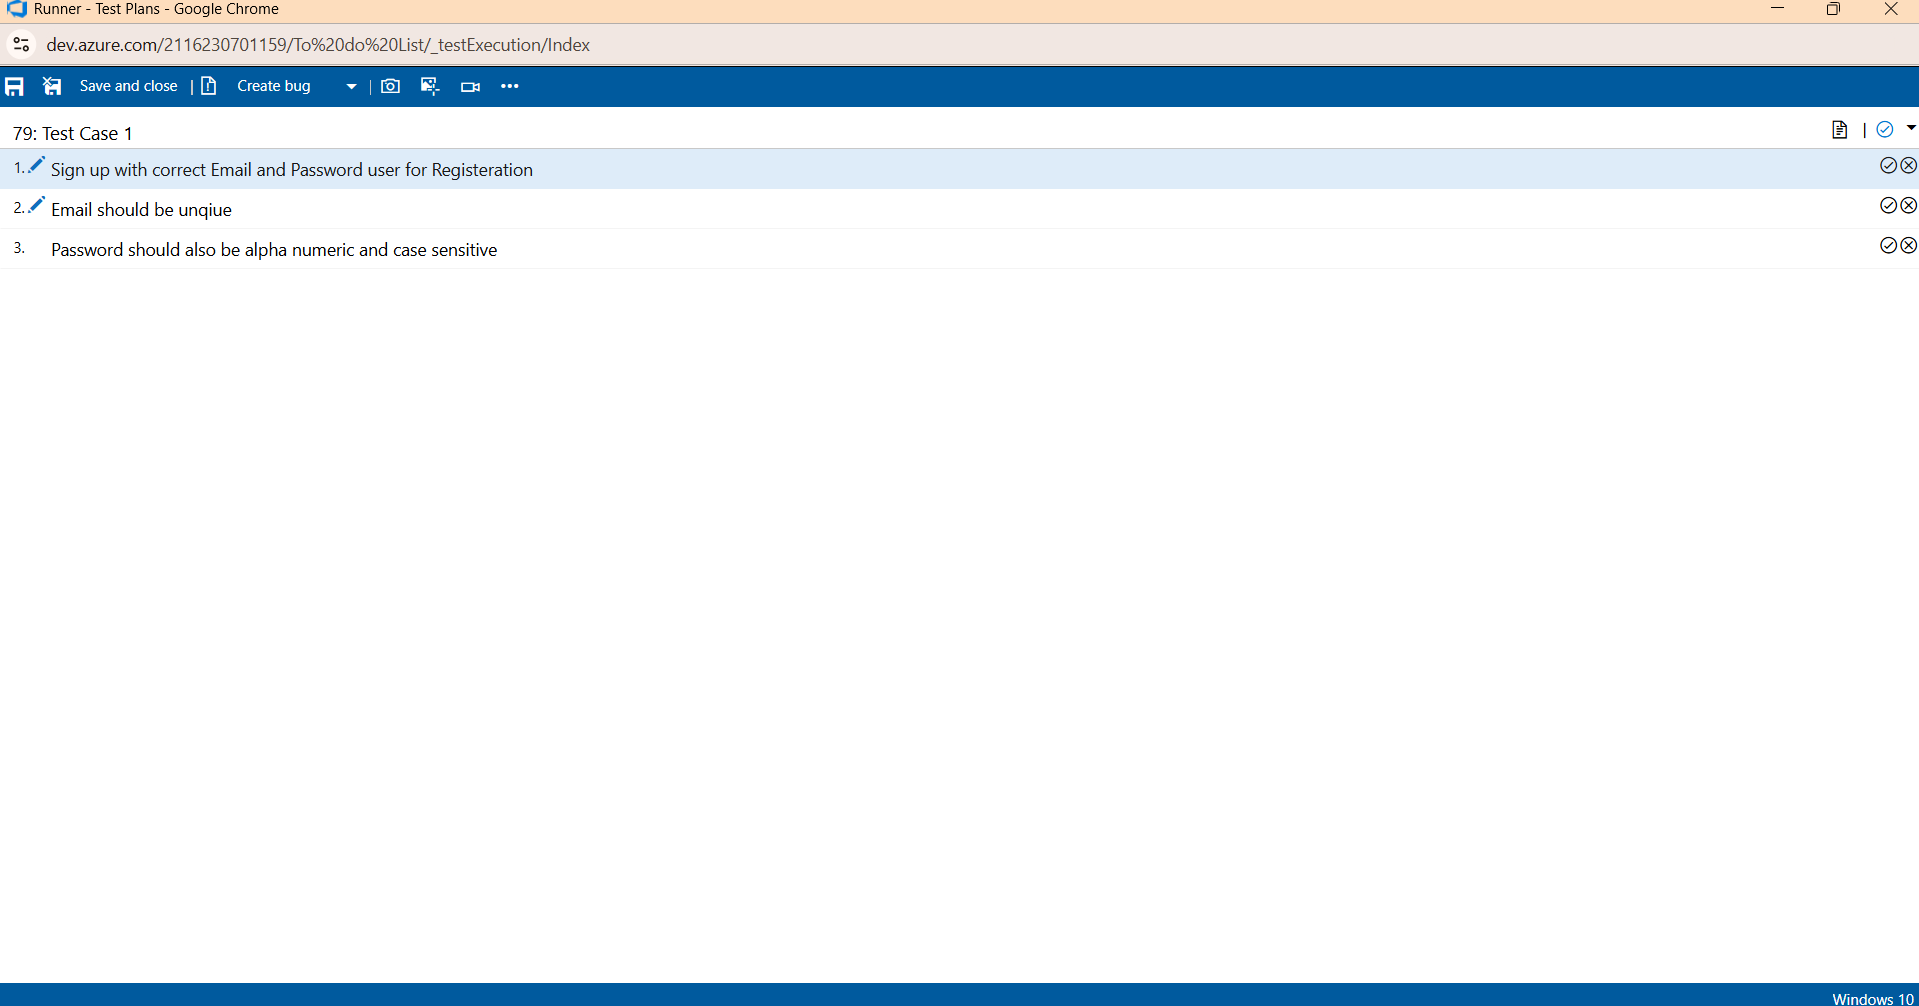 Runner - Test Plans - Google Chrome
dev.azure.com/2116230701159/To%20do%20List/_testExecution/Index
Save and close | Create bug |
79: Test Case 1
1. Sign up with correct Email and Password user for Registeration
2. Email should be unqiue
3. Password should also be alpha numeric and case sensitive
Windows 10